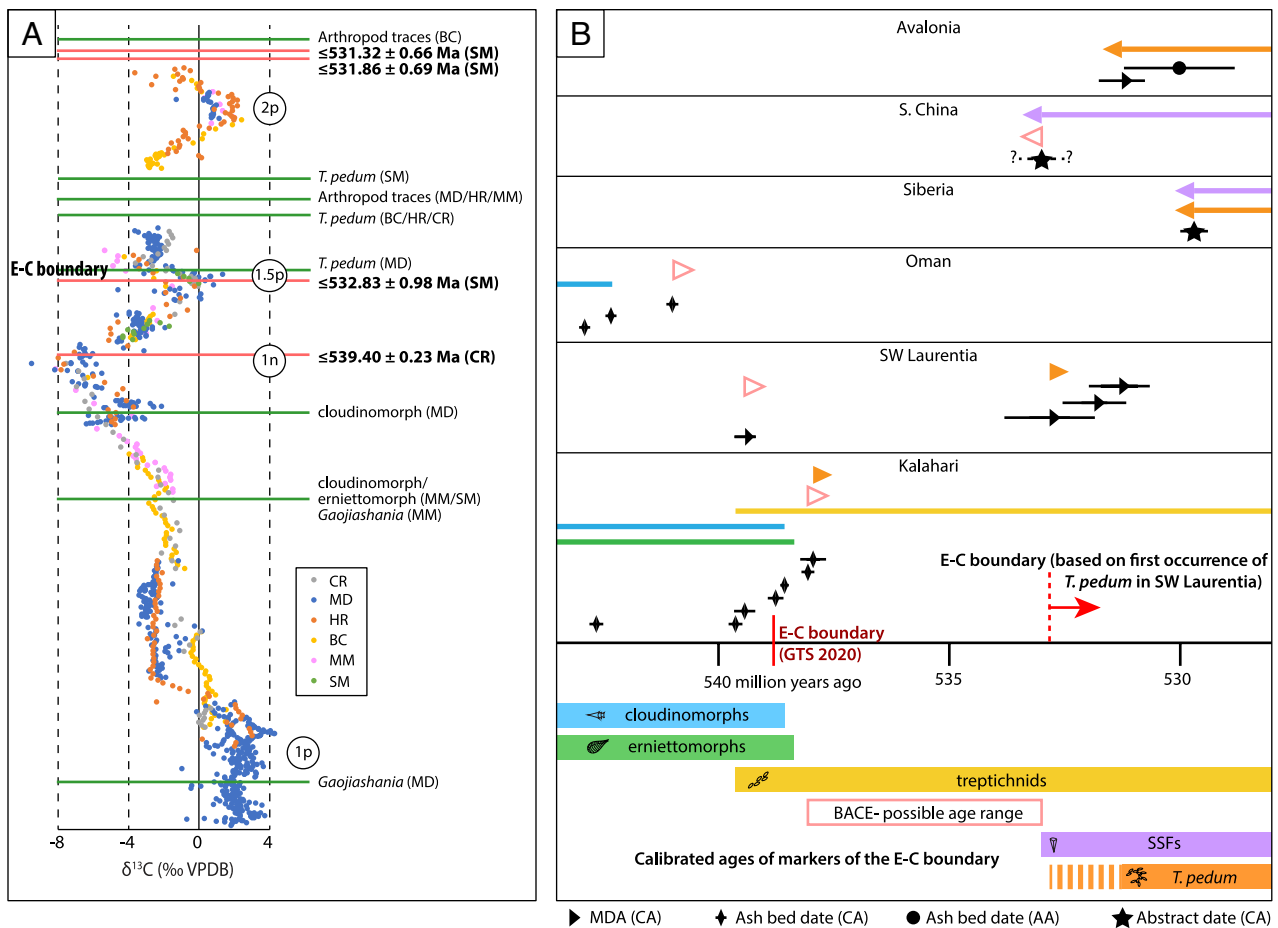 A
Arthropod traces (BC)
≤531.32 ± 0.66 Ma (SM)
≤531.86 ± 0.69 Ma (SM)
2p
T. pedum (SM)
Arthropod traces (MD/HR/MM)
T. pedum (BC/HR/CR)
E-C boundary
T. pedum (MD)
1.5p
≤532.83 ± 0.98 Ma (SM)
1n
≤539.40 ± 0.23 Ma (CR)
cloudinomorph (MD)
cloudinomorph/
erniettomorph (MM/SM)
Gaojiashania (MM)
CR
MD
HR
BC
MM
SM
1p
Gaojiashania (MD)
-8
-4
0
4
δ¹³C (‰ VPDB)
B
Avalonia
S. China
? ?
Siberia
Oman
SW Laurentia
Kalahari
E-C boundary (based on first occurrence of
T. pedum in SW Laurentia)
E-C boundary
(GTS 2020)
540 million years ago
535
530
cloudinomorphs
erniettomorphs
treptichnids
BACE- possible age range
SSFs
Calibrated ages of markers of the E-C boundary
T. pedum
MDA (CA)
Ash bed date (CA)
Ash bed date (AA)
Abstract date (CA)